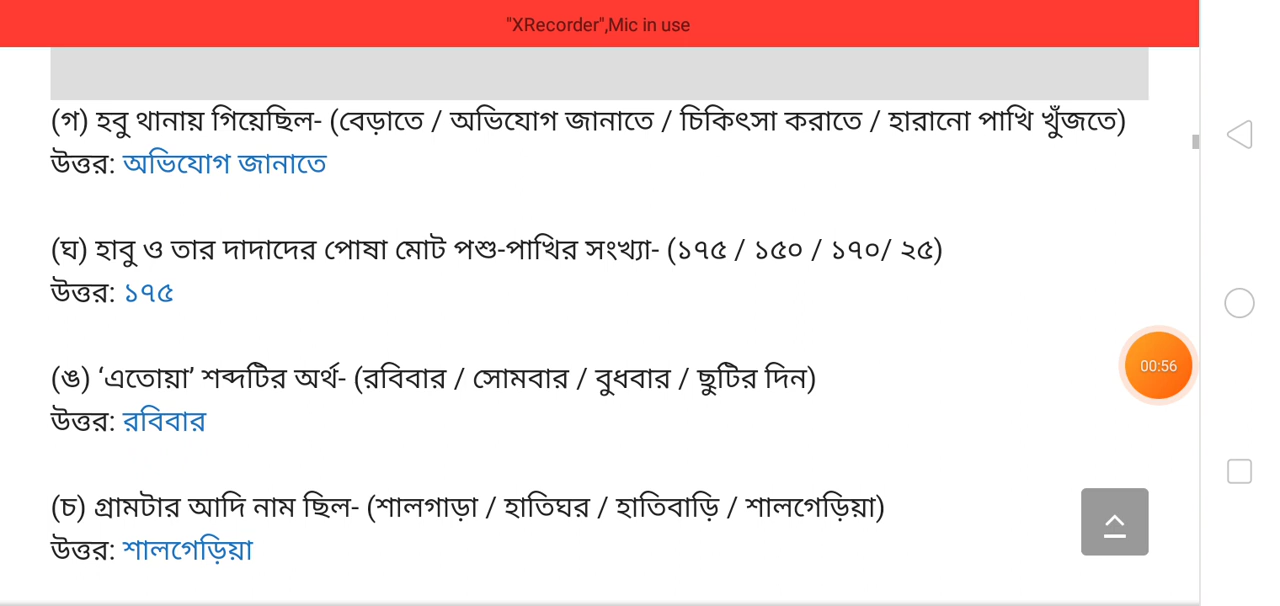 "XRecorder",Mic in use
(গ) হবু থানায় গিয়েছিল- (বেড়াতে / অভিযোগ জানাতে / চিকিৎসা করাতে / হারানো পাখি খুঁজতে)
উত্তর: অভিযোগ জানাতে
(ঘ) হাবু ও তার দাদাদের পোষা মোট পশু-পাখির সংখ্যা- (১৭৫ / ১৫০ / ১৭০/ ২৫)
উত্তর: ১৭৫
(ঙ) ‘এতোয়া’ শব্দটির অর্থ- (রবিবার / সোমবার / বুধবার / ছুটির দিন)
00:56
উত্তর: রবিবার
(চ) গ্রামটার আদি নাম ছিল- (শালগাড়া / হাতিঘর / হাতিবাড়ি / শালগেড়িয়া)
উত্তর: শালগেড়িয়া